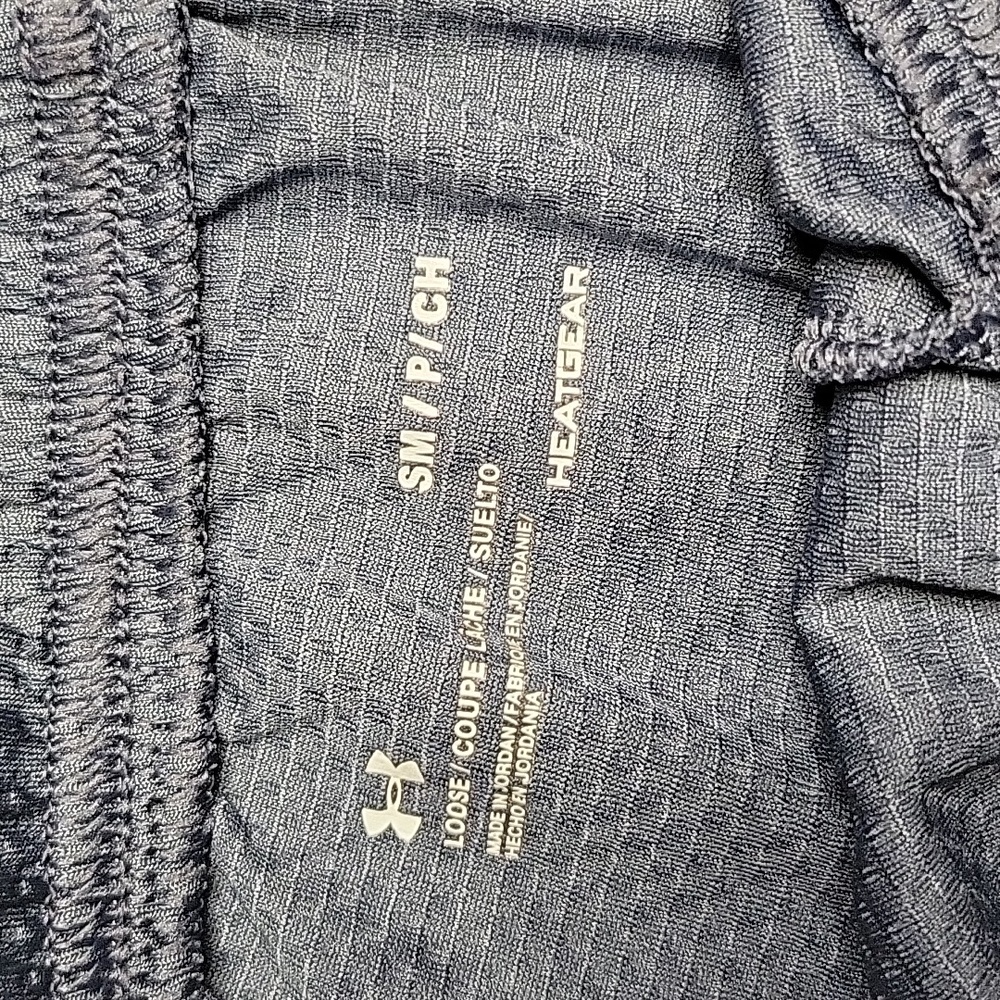 SM / P / CH
LOOSE // COUPE LÂCHE / SUELTO
MADE IN JORDAN / FABRIQUÉ EN JORDANIE /
HECHO EN JORDANIA
HEATGEAR